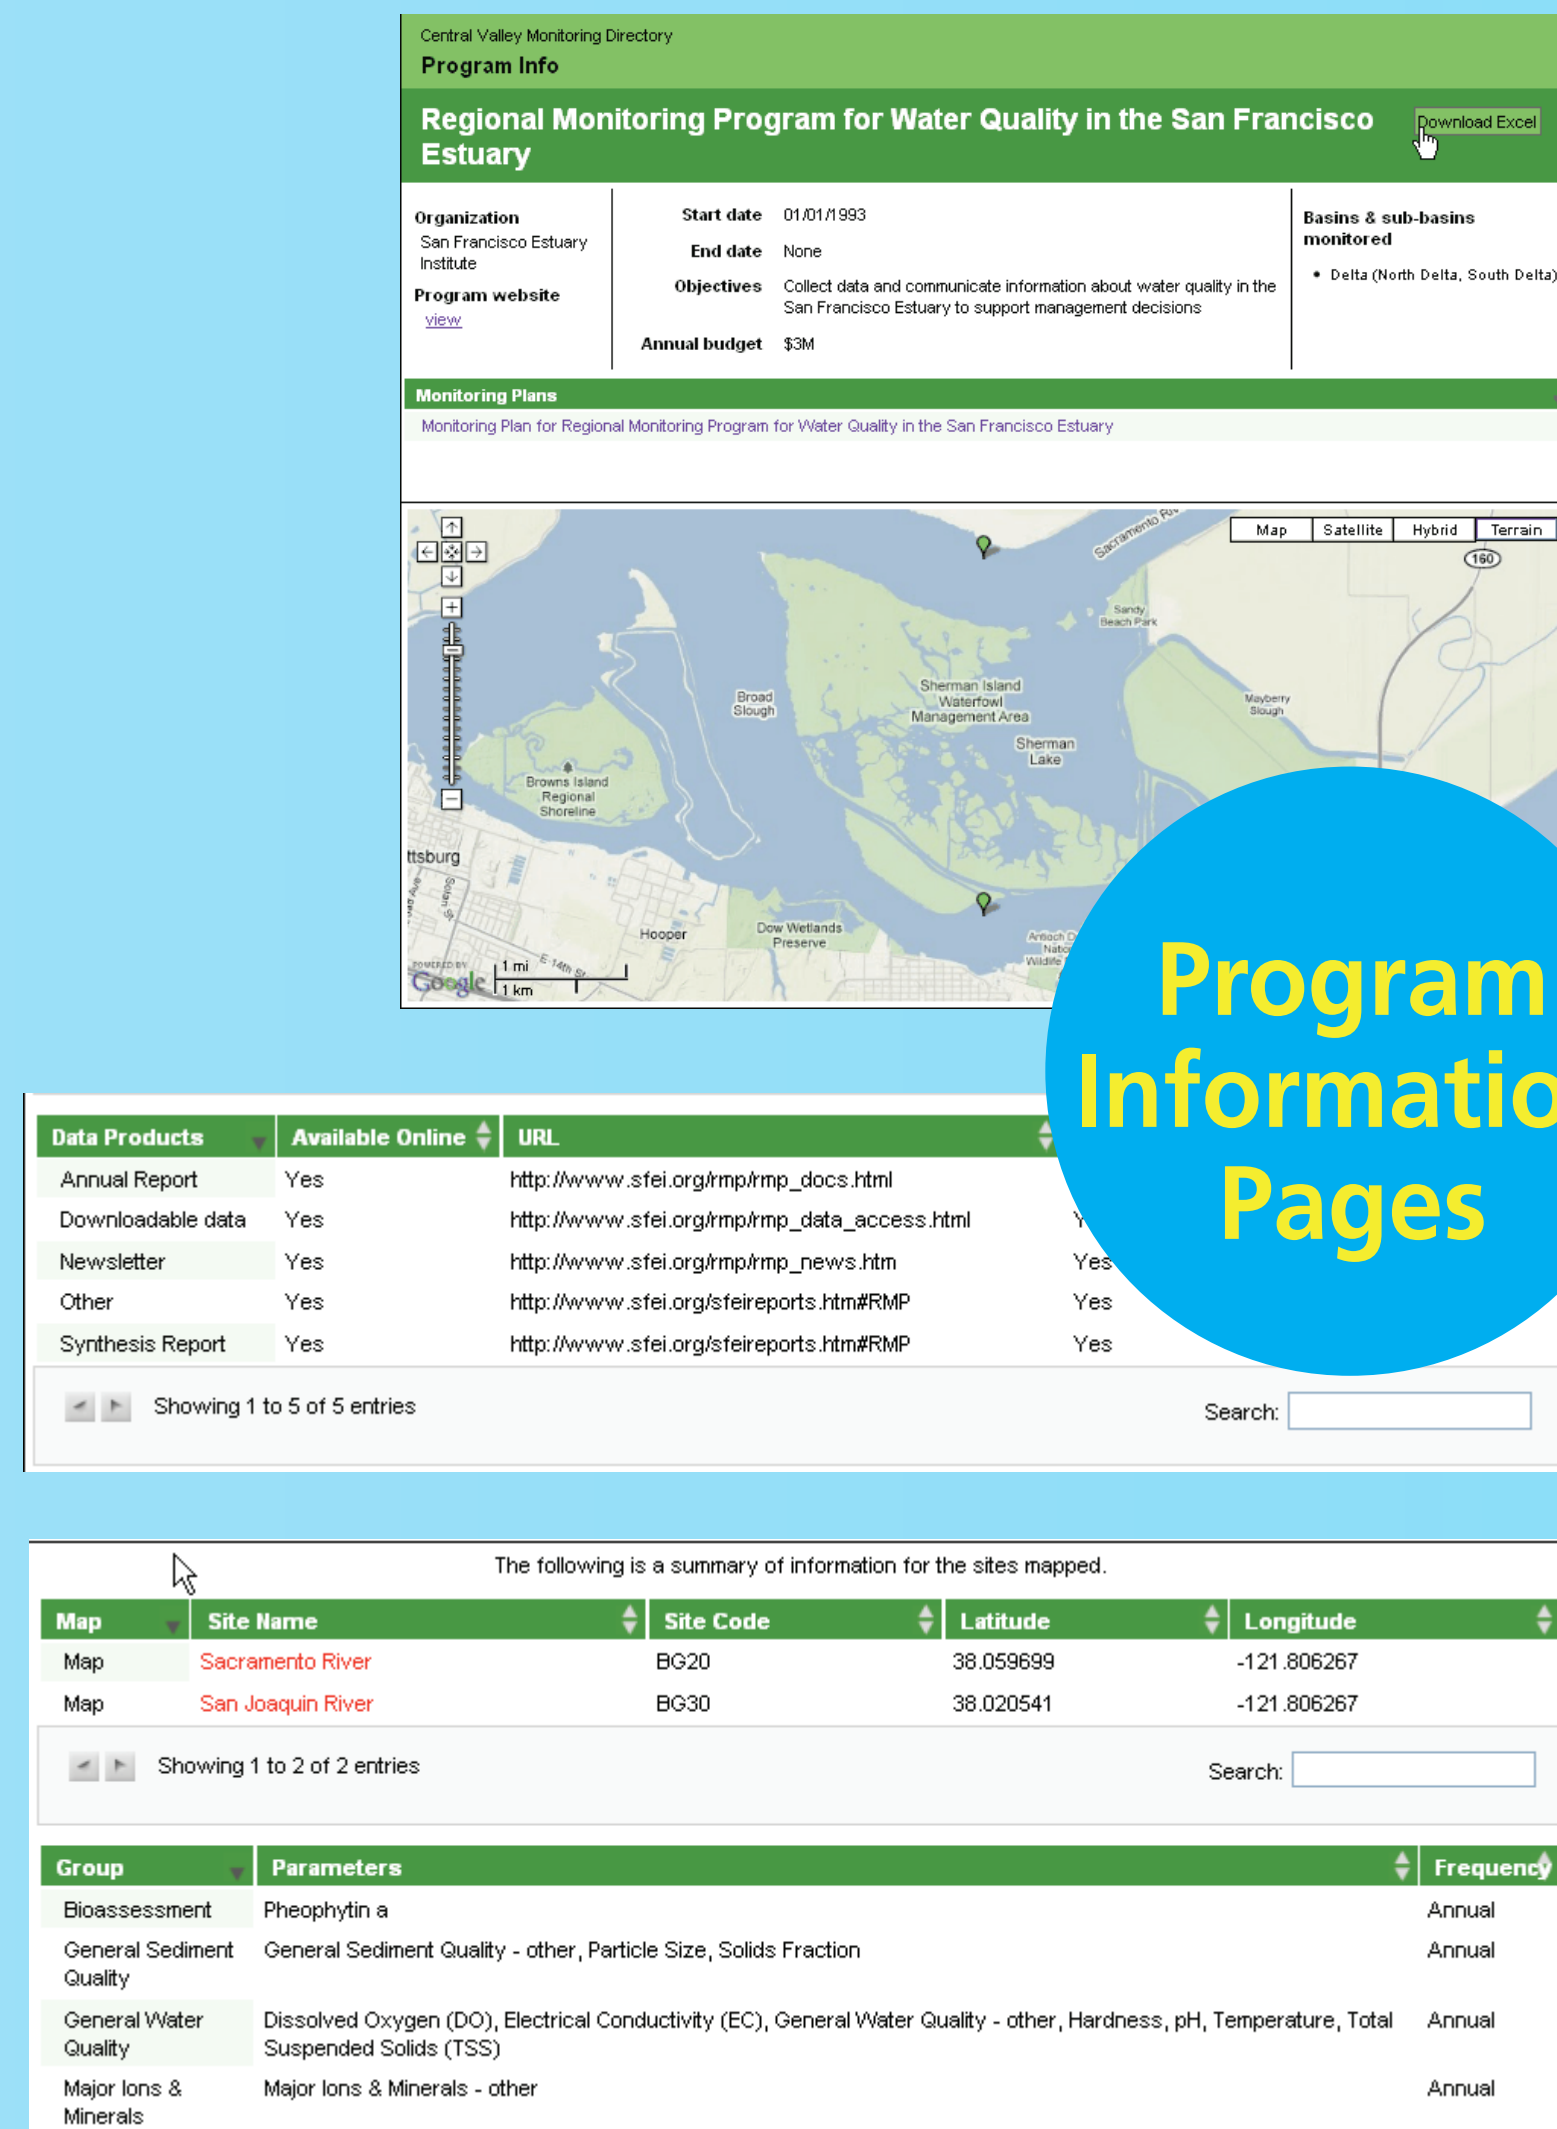 Central Valley Monitoring Directory
Program Info
Regional Monitoring Program for Water Quality in the San Francisco
Estuary
Download Excel
Organization
San Francisco Estuary
Institute
Program website
view
Start date 01/01/1993
End date None
Objectives Collect data and communicate information about water quality in the
San Francisco Estuary to support management decisions
Annual budget $3M
Basins & sub-basins
monitored
• Delta (North Delta, South Delta)
Monitoring Plans
Monitoring Plan for Regional Monitoring Program for Water Quality in the San Francisco Estuary
Map Satellite Hybrid Terrain
Sacramento Riv
160
Sandy
Beach Park
Sherman Island
Waterfowl
Management Area
Broad
Slough
Mayberry
Slough
Sherman
Lake
Browns Island
Regional
Shoreline
ttsburg
Solari St
Hooper
Dow Wetlands
Preserve
Antioch D
Natio
Wildlife
E 14th St
POWERED BY
Google
1 mi
1 km
Program
Informatio
Pages
Data Products Available Online URL
Annual Report Yes http://www.sfei.org/rmp/rmp_docs.html
Downloadable data Yes http://www.sfei.org/rmp/rmp_data_access.html Y
Newsletter Yes http://www.sfei.org/rmp/rmp_news.htm Yes
Other Yes http://www.sfei.org/sfeireports.htm#RMP Yes
Synthesis Report Yes http://www.sfei.org/sfeireports.htm#RMP Yes
Showing 1 to 5 of 5 entries Search:
The following is a summary of information for the sites mapped.
Map Site Name Site Code Latitude Longitude
Map Sacramento River BG20 38.059699 -121.806267
Map San Joaquin River BG30 38.020541 -121.806267
Showing 1 to 2 of 2 entries Search:
Group Parameters Frequency
Bioassessment Pheophytin a Annual
General Sediment Quality General Sediment Quality - other, Particle Size, Solids Fraction Annual
General Water Quality Dissolved Oxygen (DO), Electrical Conductivity (EC), General Water Quality - other, Hardness, pH, Temperature, Total Annual
Suspended Solids (TSS)
Major Ions & Minerals Major Ions & Minerals - other Annual